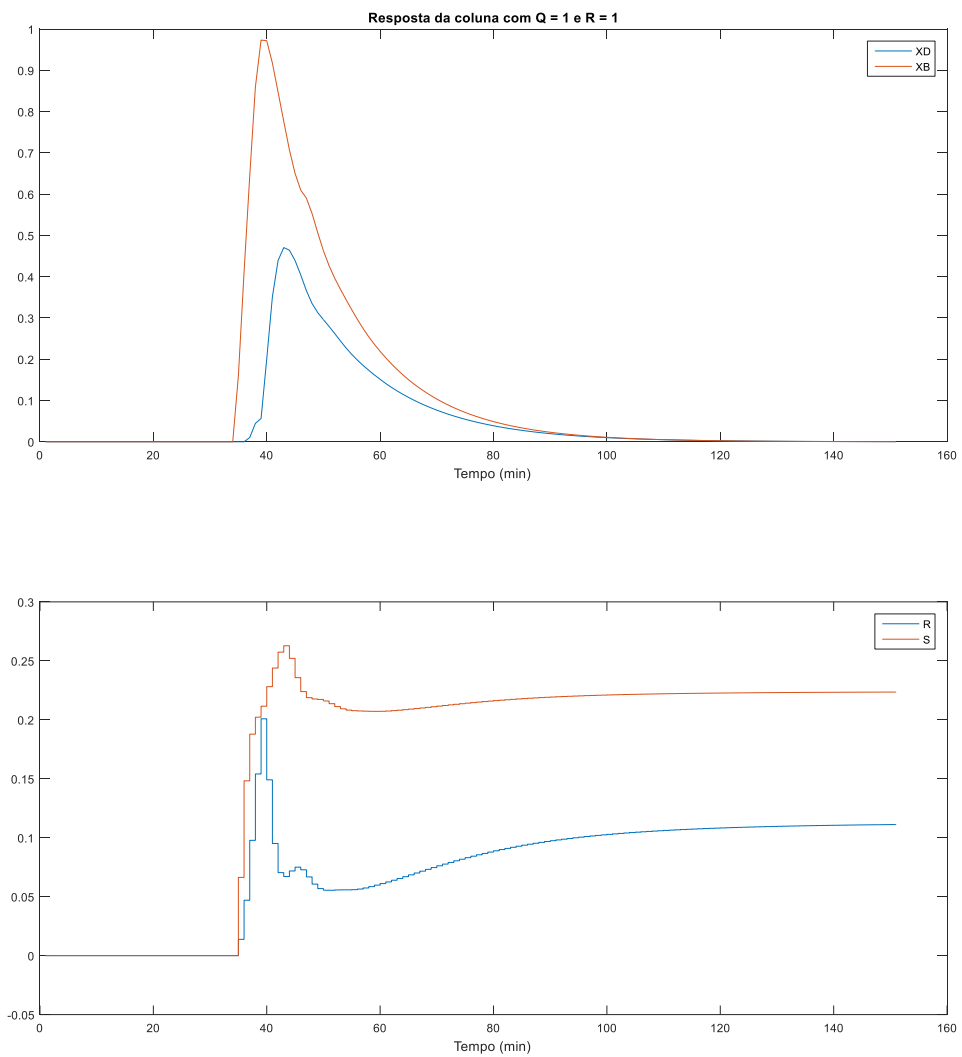 Resposta da coluna com Q = 1 e R = 1
XD
XB
1
0.9
0.8
0.7
0.6
0.5
0.4
0.3
0.2
0.1
0
0 20 40 60 80 100 120 140 160
Tempo (min)
R
S
0.3
0.25
0.2
0.15
0.1
0.05
0
-0.05
0 20 40 60 80 100 120 140 160
Tempo (min)